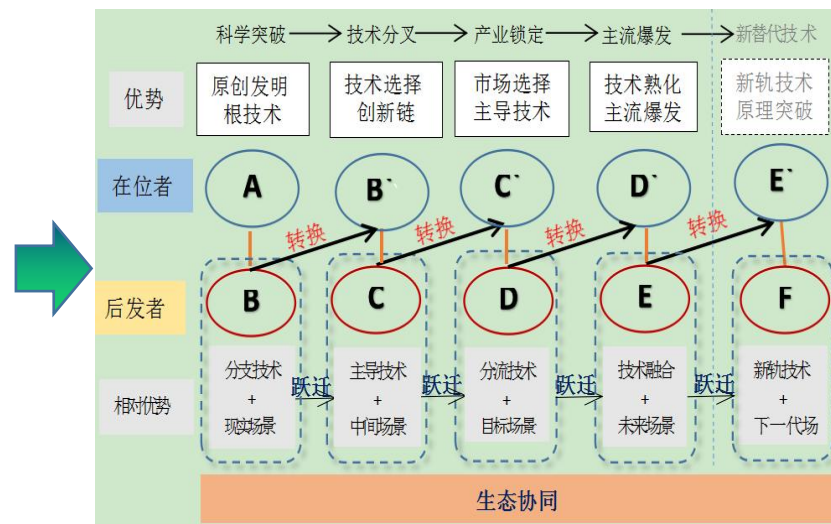 科学突破 技术分叉 产业锁定 主流爆发 新替代技术
优势
原创发明
根技术
技术选择
创新链
市场选择
主导技术
技术熟化
主流爆发
新轨技术
原理突破
在位者
A
B`
C`
D`
E`
转换
转换
转换
转换
后发者
B
C
D
E
F
相对优势
分支技术
+
现实场景
跃迁
主导技术
+
中间场景
跃迁
分流技术
+
目标场景
跃迁
技术融合
+
未来场景
跃迁
新轨技术
+
下一代场
生态协同